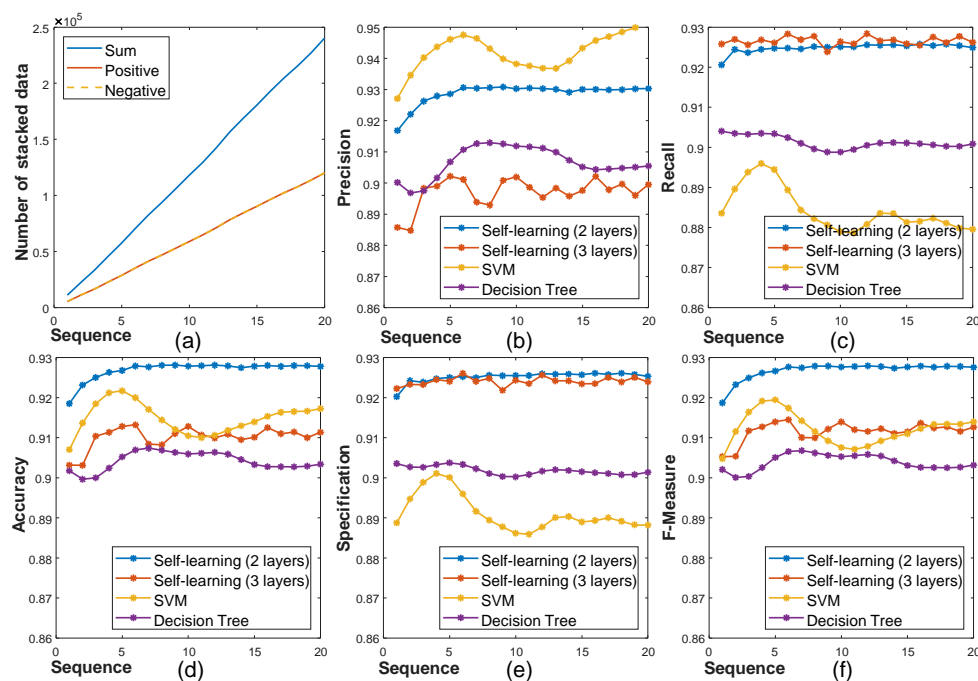 ×10^5
2.5
2
1.5
1
0.5
0
Number of stacked data
Sum
Positive
Negative
0 5 10 15 20
Sequence
(a)
0.95
0.94
0.93
0.92
0.91
0.9
0.89
0.88
0.87
0.86
Precision
Self-learning (2 layers)
Self-learning (3 layers)
SVM
Decision Tree
0 5 10 15 20
Sequence
(b)
0.93
0.92
0.91
0.9
0.89
0.88
0.87
0.86
Recall
Self-learning (2 layers)
Self-learning (3 layers)
SVM
Decision Tree
0 5 10 15 20
Sequence
(c)
0.93
0.92
0.91
0.9
0.89
0.88
0.87
0.86
Accuracy
Self-learning (2 layers)
Self-learning (3 layers)
SVM
Decision Tree
0 5 10 15 20
Sequence
(d)
0.93
0.92
0.91
0.9
0.89
0.88
0.87
0.86
Specification
Self-learning (2 layers)
Self-learning (3 layers)
SVM
Decision Tree
0 5 10 15 20
Sequence
(e)
0.93
0.92
0.91
0.9
0.89
0.88
0.87
0.86
F-Measure
Self-learning (2 layers)
Self-learning (3 layers)
SVM
Decision Tree
0 5 10 15 20
Sequence
(f)